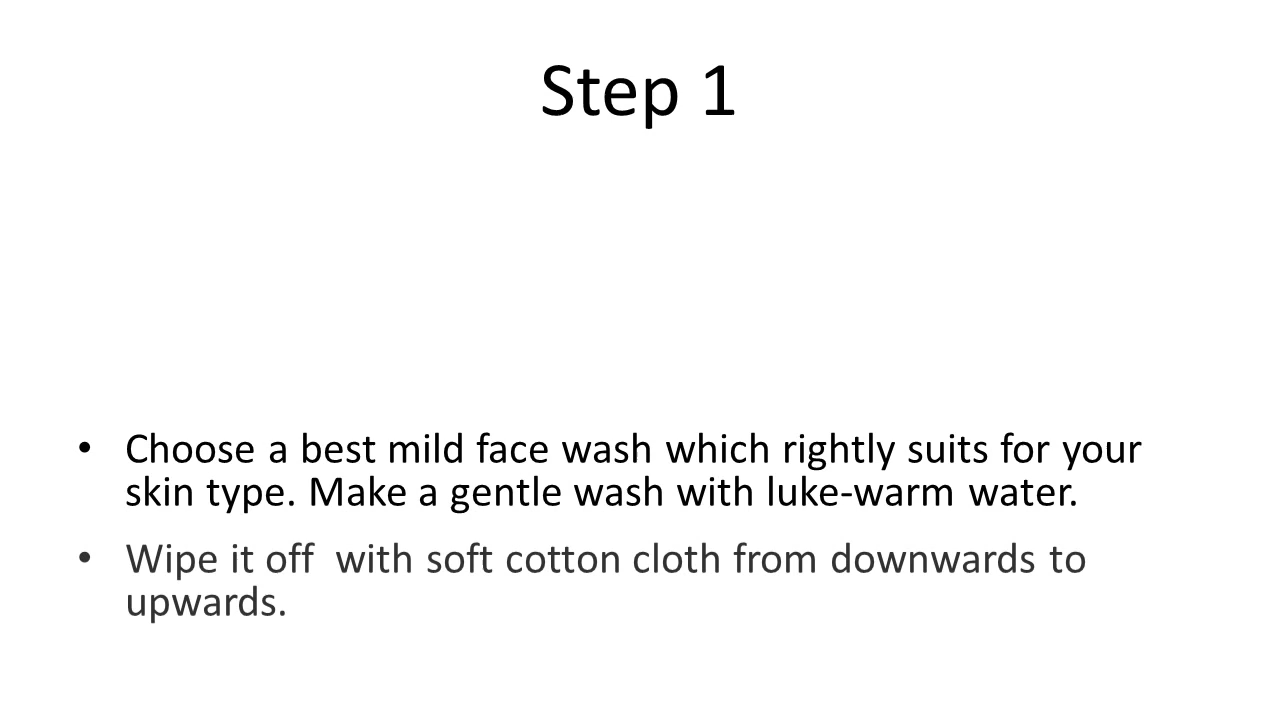 Step 1
• Choose a best mild face wash which rightly suits for your
skin type. Make a gentle wash with luke-warm water.
• Wipe it off  with soft cotton cloth from downwards to
upwards.